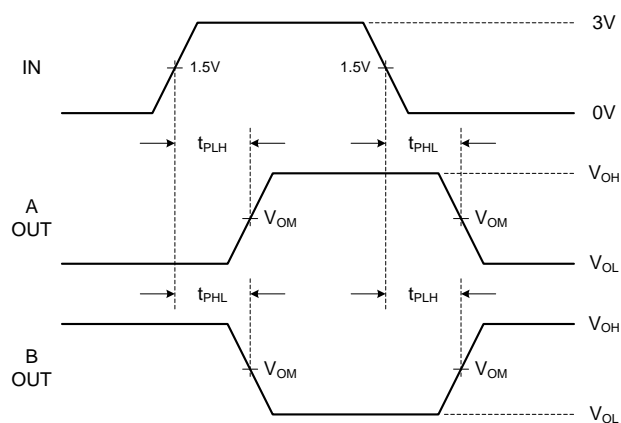 3V
IN
1.5V
1.5V
0V
tPLH
tPHL
VOH
A
OUT
VOM
VOM
VOL
tPHL
tPLH
VOH
B
OUT
VOM
VOM
VOL